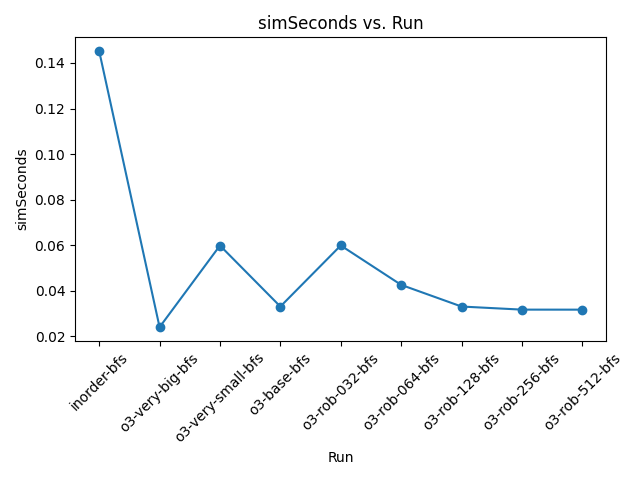 simSeconds vs. Run
0.14
0.12
0.10
0.08
0.06
0.04
0.02
simSeconds
inorder-bfs
o3-very-big-bfs
o3-very-small-bfs
o3-base-bfs
o3-rob-032-bfs
o3-rob-064-bfs
o3-rob-128-bfs
o3-rob-256-bfs
o3-rob-512-bfs
Run